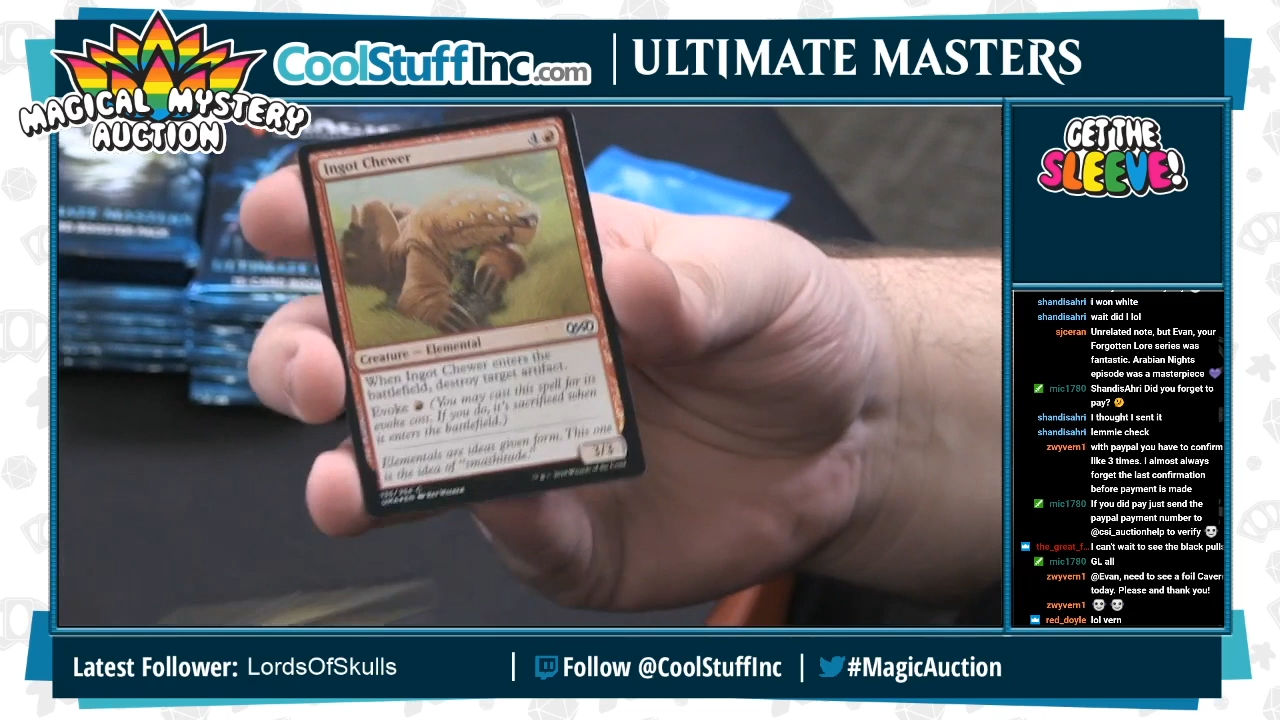 MAGICAL MYSTERY
AUCTION
CoolStuffInc.com
ULTIMATE MASTERS
GET THE
SLEEVE!
Ingot Chewer
4
Creature — Elemental
When Ingot Chewer enters the
battlefield, destroy target artifact.
Evoke (You may cast this spell for its
evoke cost. If you do, it's sacrificed when
it enters the battlefield.)
Elementals are ideas given form. This one
is the idea of "smashitude."
3/3
shandisahri i won white
shandisahri wait did I lol
sjceran Unrelated note, but Evan, your
Forgotten Lore series was
fantastic. Arabian Nights
episode was a masterpiece
mic1780 ShandisAhri Did you forget to
pay?
shandisahri I thought I sent it
shandisahri lemmie check
zwyvern1 with paypal you have to confirm
like 3 times. I almost always
forget the last confirmation
before payment is made
mic1780 If you did pay just send the
paypal payment number to
@csi_auctionhelp to verify
the_great_f... I can't wait to see the black pulls
mic1780 GL all
zwyvern1 @Evan, need to see a foil Cavern
today. Please and thank you!
zwyvern1
red_doyle lol vern
Latest Follower: LordsOfSkulls
Follow @CoolStuffInc
#MagicAuction